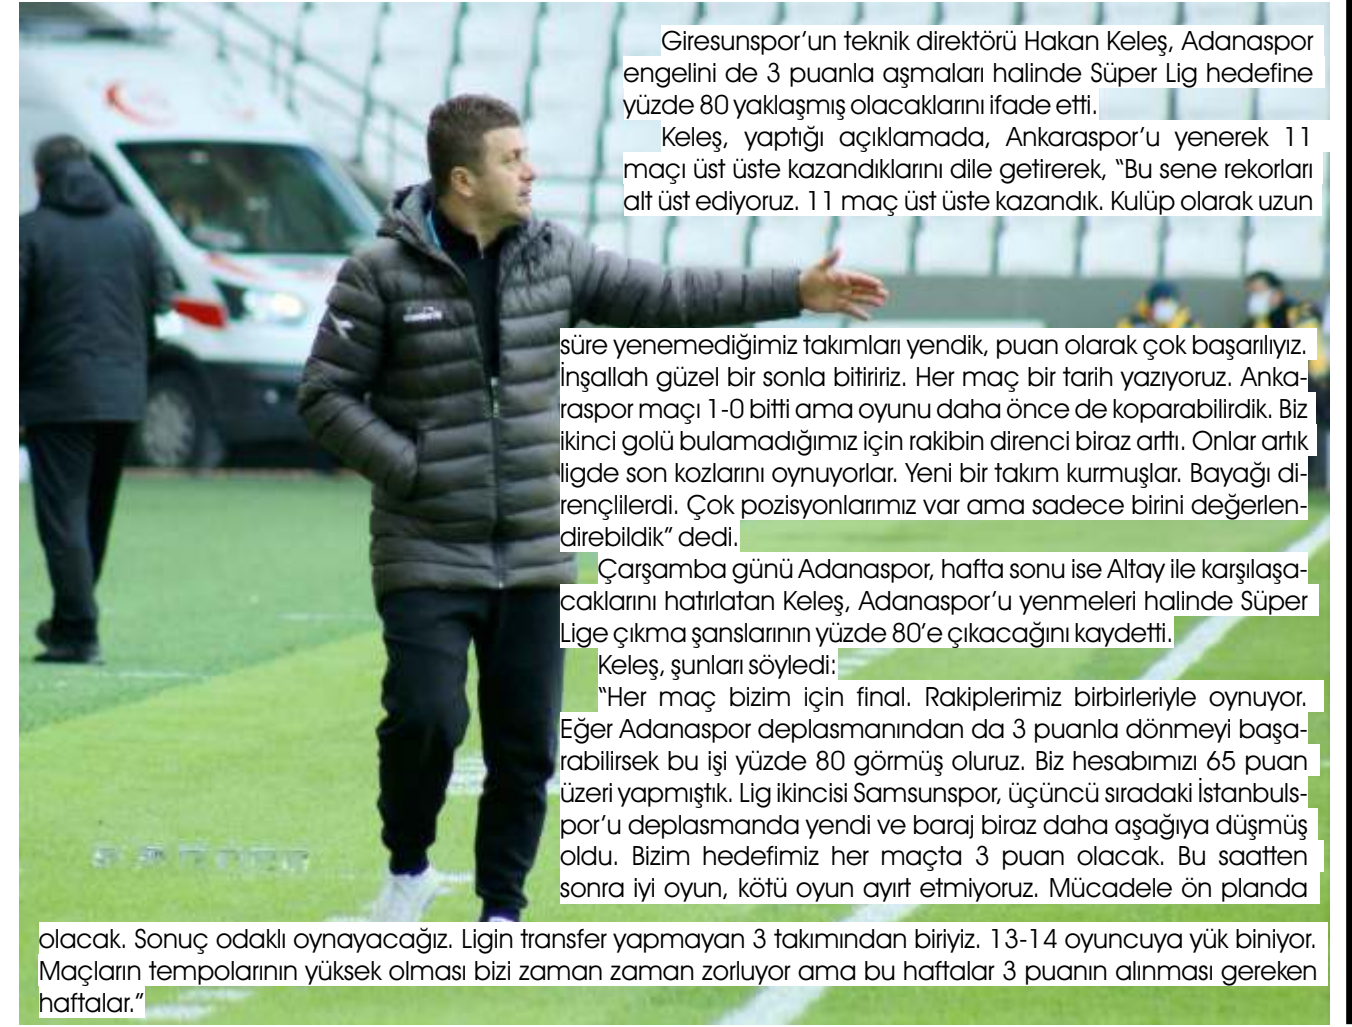 Giresunspor’un teknik direktörü Hakan Keleş, Adanaspor
engelini de 3 puanla aşmaları halinde Süper Lig hedefine
yüzde 80 yaklaşmış olacaklarını ifade etti.
Keleş, yaptığı açıklamada, Ankaraspor’u yenerek 11
maçı üst üste kazandıklarını dile getirerek, “Bu sene rekorları
alt üst ediyoruz. 11 maç üst üste kazandık. Kulüp olarak uzun
süre yenemediğimiz takımları yendik, puan olarak çok başarılıyız.
İnşallah güzel bir sonla bitiririz. Her maç bir tarih yazıyoruz. Anka-
raspor maçı 1-0 bitti ama oyunu daha önce de koparabilirdik. Biz
ikinci golü bulamadığımız için rakibin direnci biraz arttı. Onlar artık
ligde son kozlarını oynuyorlar. Yeni bir takım kurmuşlar. Bayağı di-
rençlilerdi. Çok pozisyonlarımız var ama sadece birini değerlen-
direbildik” dedi.
Çarşamba günü Adanaspor, hafta sonu ise Altay ile karşılaşa-
caklarını hatırlatan Keleş, Adanaspor’u yenmeleri halinde Süper
Lige çıkma şanslarının yüzde 80’e çıkacağını kaydetti.
Keleş, şunları söyledi:
“Her maç bizim için final. Rakiplerimiz birbirleriyle oynuyor.
Eğer Adanaspor deplasmanından da 3 puanla dönmeyi başa-
rabilirsek bu işi yüzde 80 görmüş oluruz. Biz hesabımızı 65 puan
üzeri yapmıştık. Lig ikincisi Samsunspor, üçüncü sıradaki İstanbuls-
por’u deplasmanda yendi ve baraj biraz daha aşağıya düşmüş
oldu. Bizim hedefimiz her maçta 3 puan olacak. Bu saatten
sonra iyi oyun, kötü oyun ayırt etmiyoruz. Mücadele ön planda
olacak. Sonuç odaklı oynayacağız. Ligin transfer yapmayan 3 takımından biriyiz. 13-14 oyuncuya yük biniyor.
Maçların tempolarının yüksek olması bizi zaman zaman zorluyor ama bu haftalar 3 puanın alınması gereken
haftalar.”